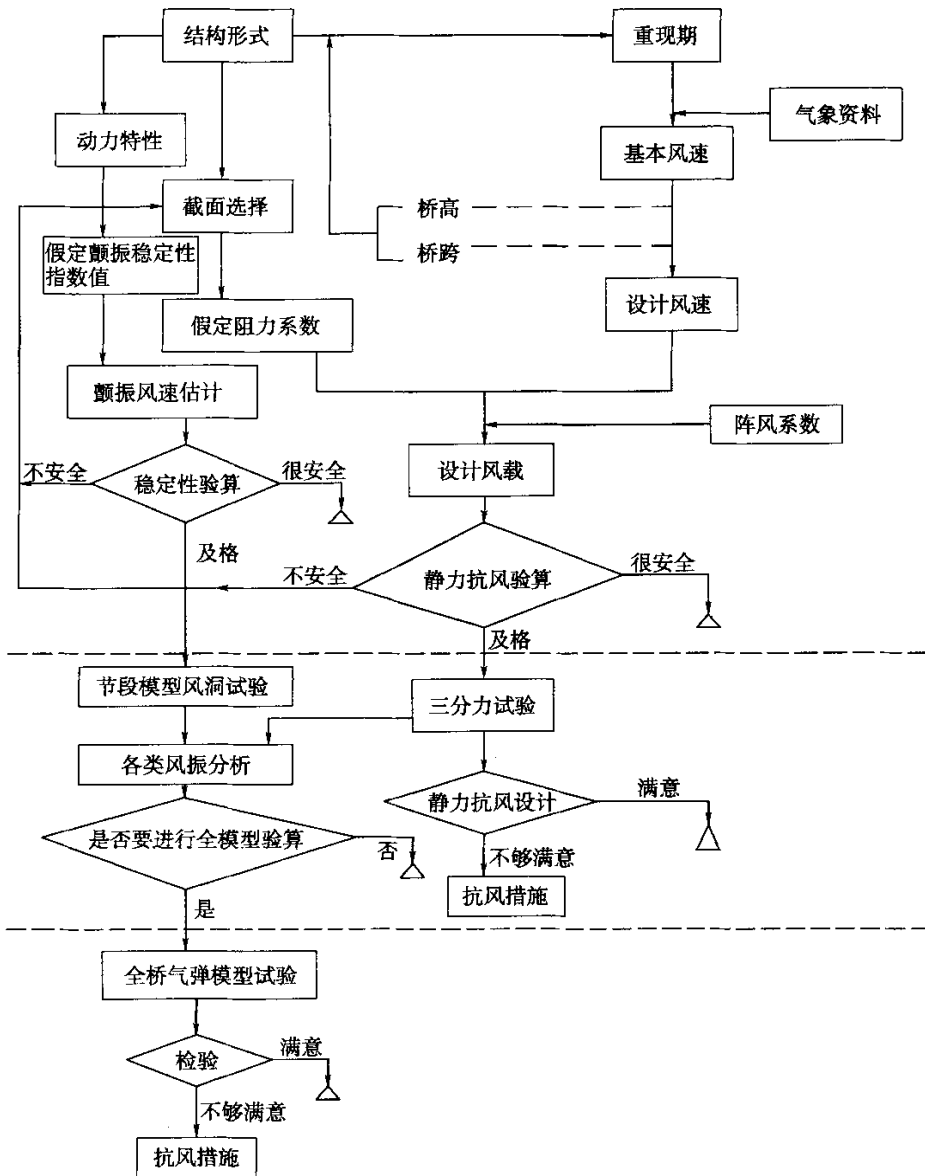 结构形式
重现期
气象资料
动力特性
基本风速
截面选择
桥高
桥跨
假定颤振稳定性
指数值
设计风速
假定阻力系数
颤振风速估计
阵风系数
不安全
稳定性验算
很安全
设计风载
及格
不安全
静力抗风验算
很安全
及格
节段模型风洞试验
三分力试验
各类风振分析
静力抗风设计
满意
是否要进行全模型验算
否
不够满意
抗风措施
是
全桥气弹模型试验
检验
满意
不够满意
抗风措施